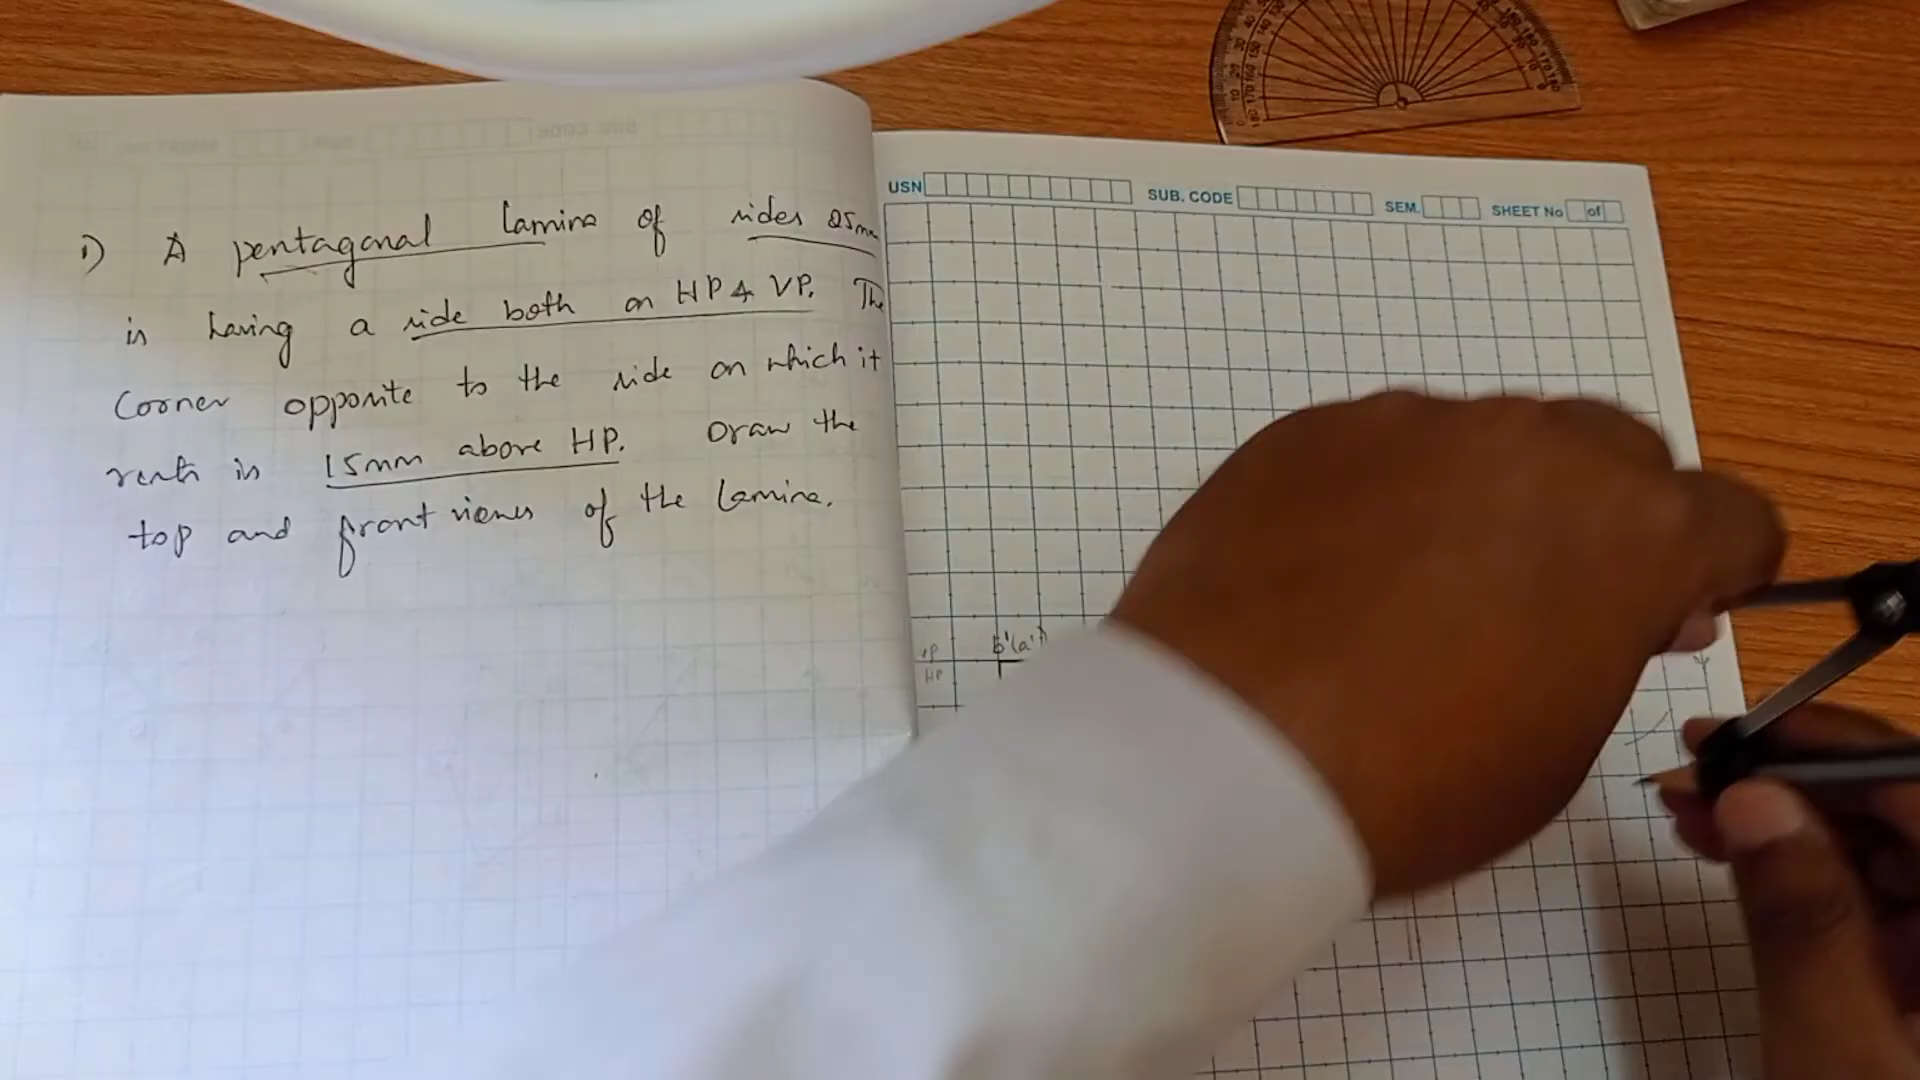 1) A pentagonal lamina of sides 25mm
is having a side both on HP & VP. The
Corner opposite to the side on which it
rests is 15mm above HP. Draw the
top and front views of the lamina.
USN SUB. CODE SEM. SHEET No of
b'(a')
VP
HP